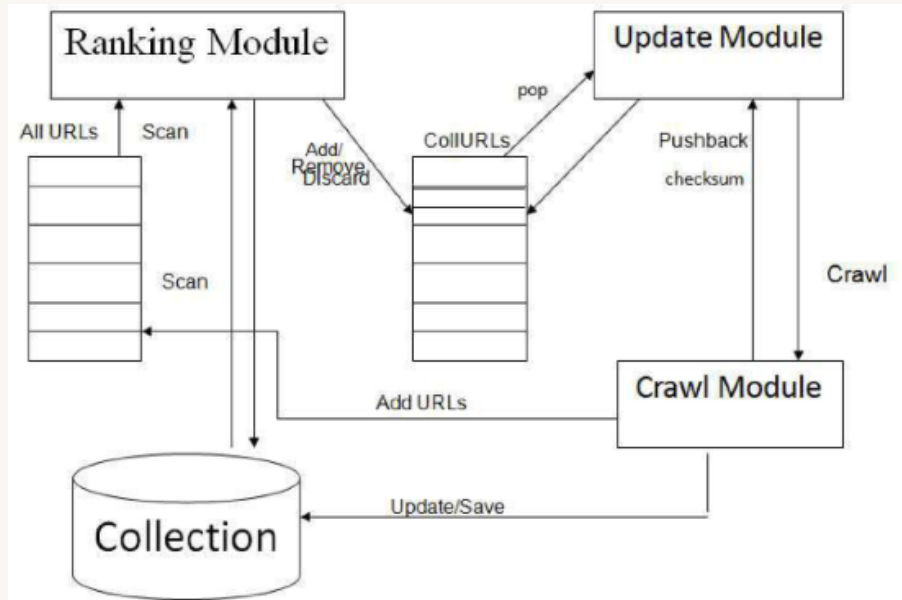 Ranking Module
Update Module
pop
All URLs
Scan
Add/
Remove
Discard
CollURLs
Pushback
checksum
Scan
Crawl
Crawl Module
Add URLs
Update/Save
Collection